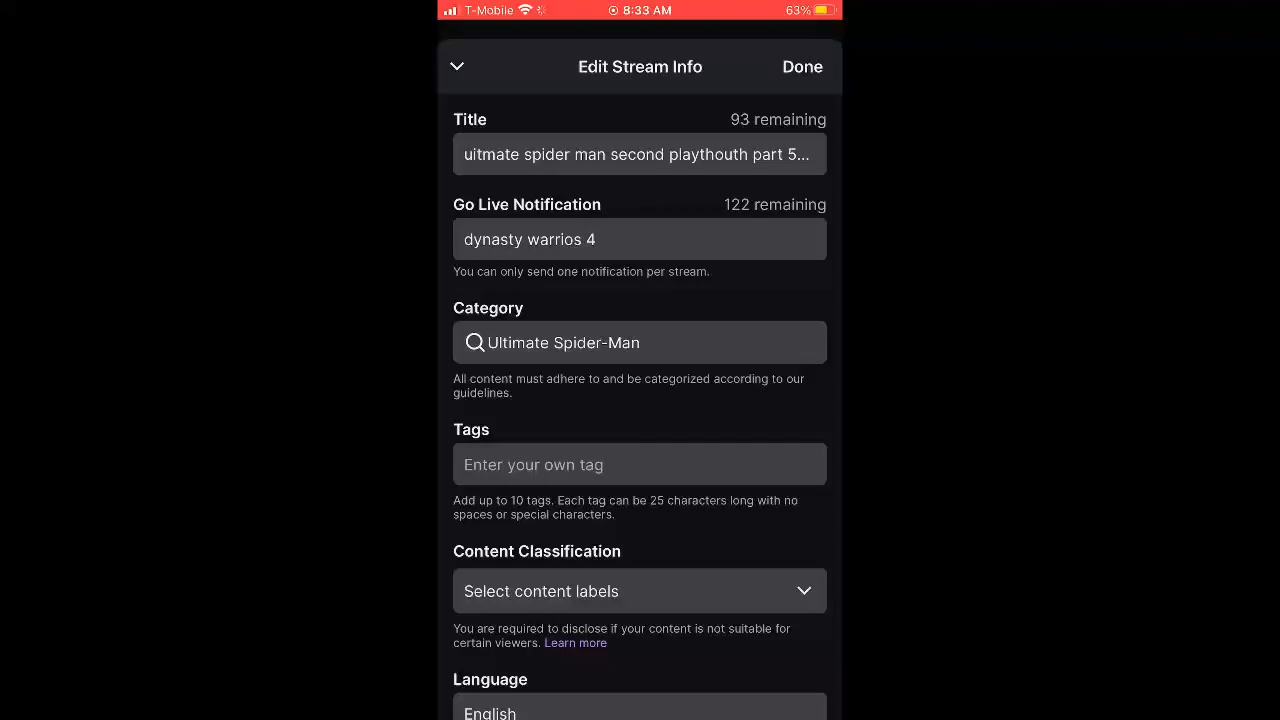 T-Mobile 8:33 AM 63%
Edit Stream Info Done
Title 93 remaining
uitmate spider man second playthouth part 5...
Go Live Notification 122 remaining
dynasty warrios 4
You can only send one notification per stream.
Category
Ultimate Spider-Man
All content must adhere to and be categorized according to our
guidelines.
Tags
Enter your own tag
Add up to 10 tags. Each tag can be 25 characters long with no
spaces or special characters.
Content Classification
Select content labels
You are required to disclose if your content is not suitable for
certain viewers. Learn more
Language
English